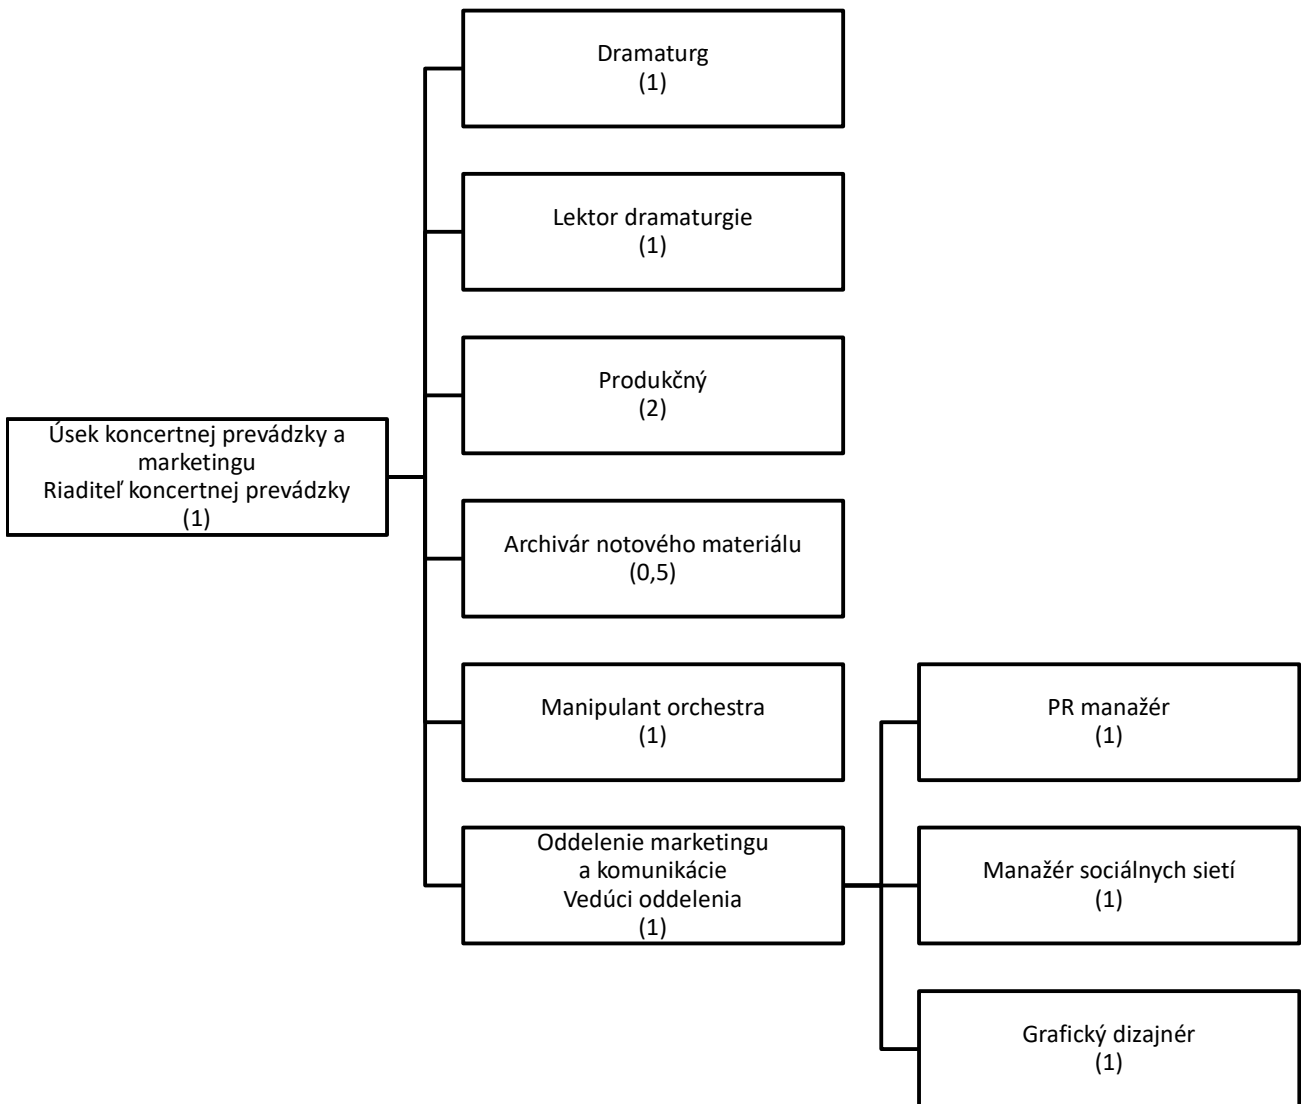 Dramaturg
(1)
Lektor dramaturgie
(1)
Produkčný
(2)
Úsek koncertnej prevádzky a
marketingu
Riaditeľ koncertnej prevádzky
(1)
Archivár notového materiálu
(0,5)
Manipulant orchestra
(1)
PR manažér
(1)
Oddelenie marketingu
a komunikácie
Vedúci oddelenia
(1)
Manažér sociálnych sietí
(1)
Grafický dizajnér
(1)